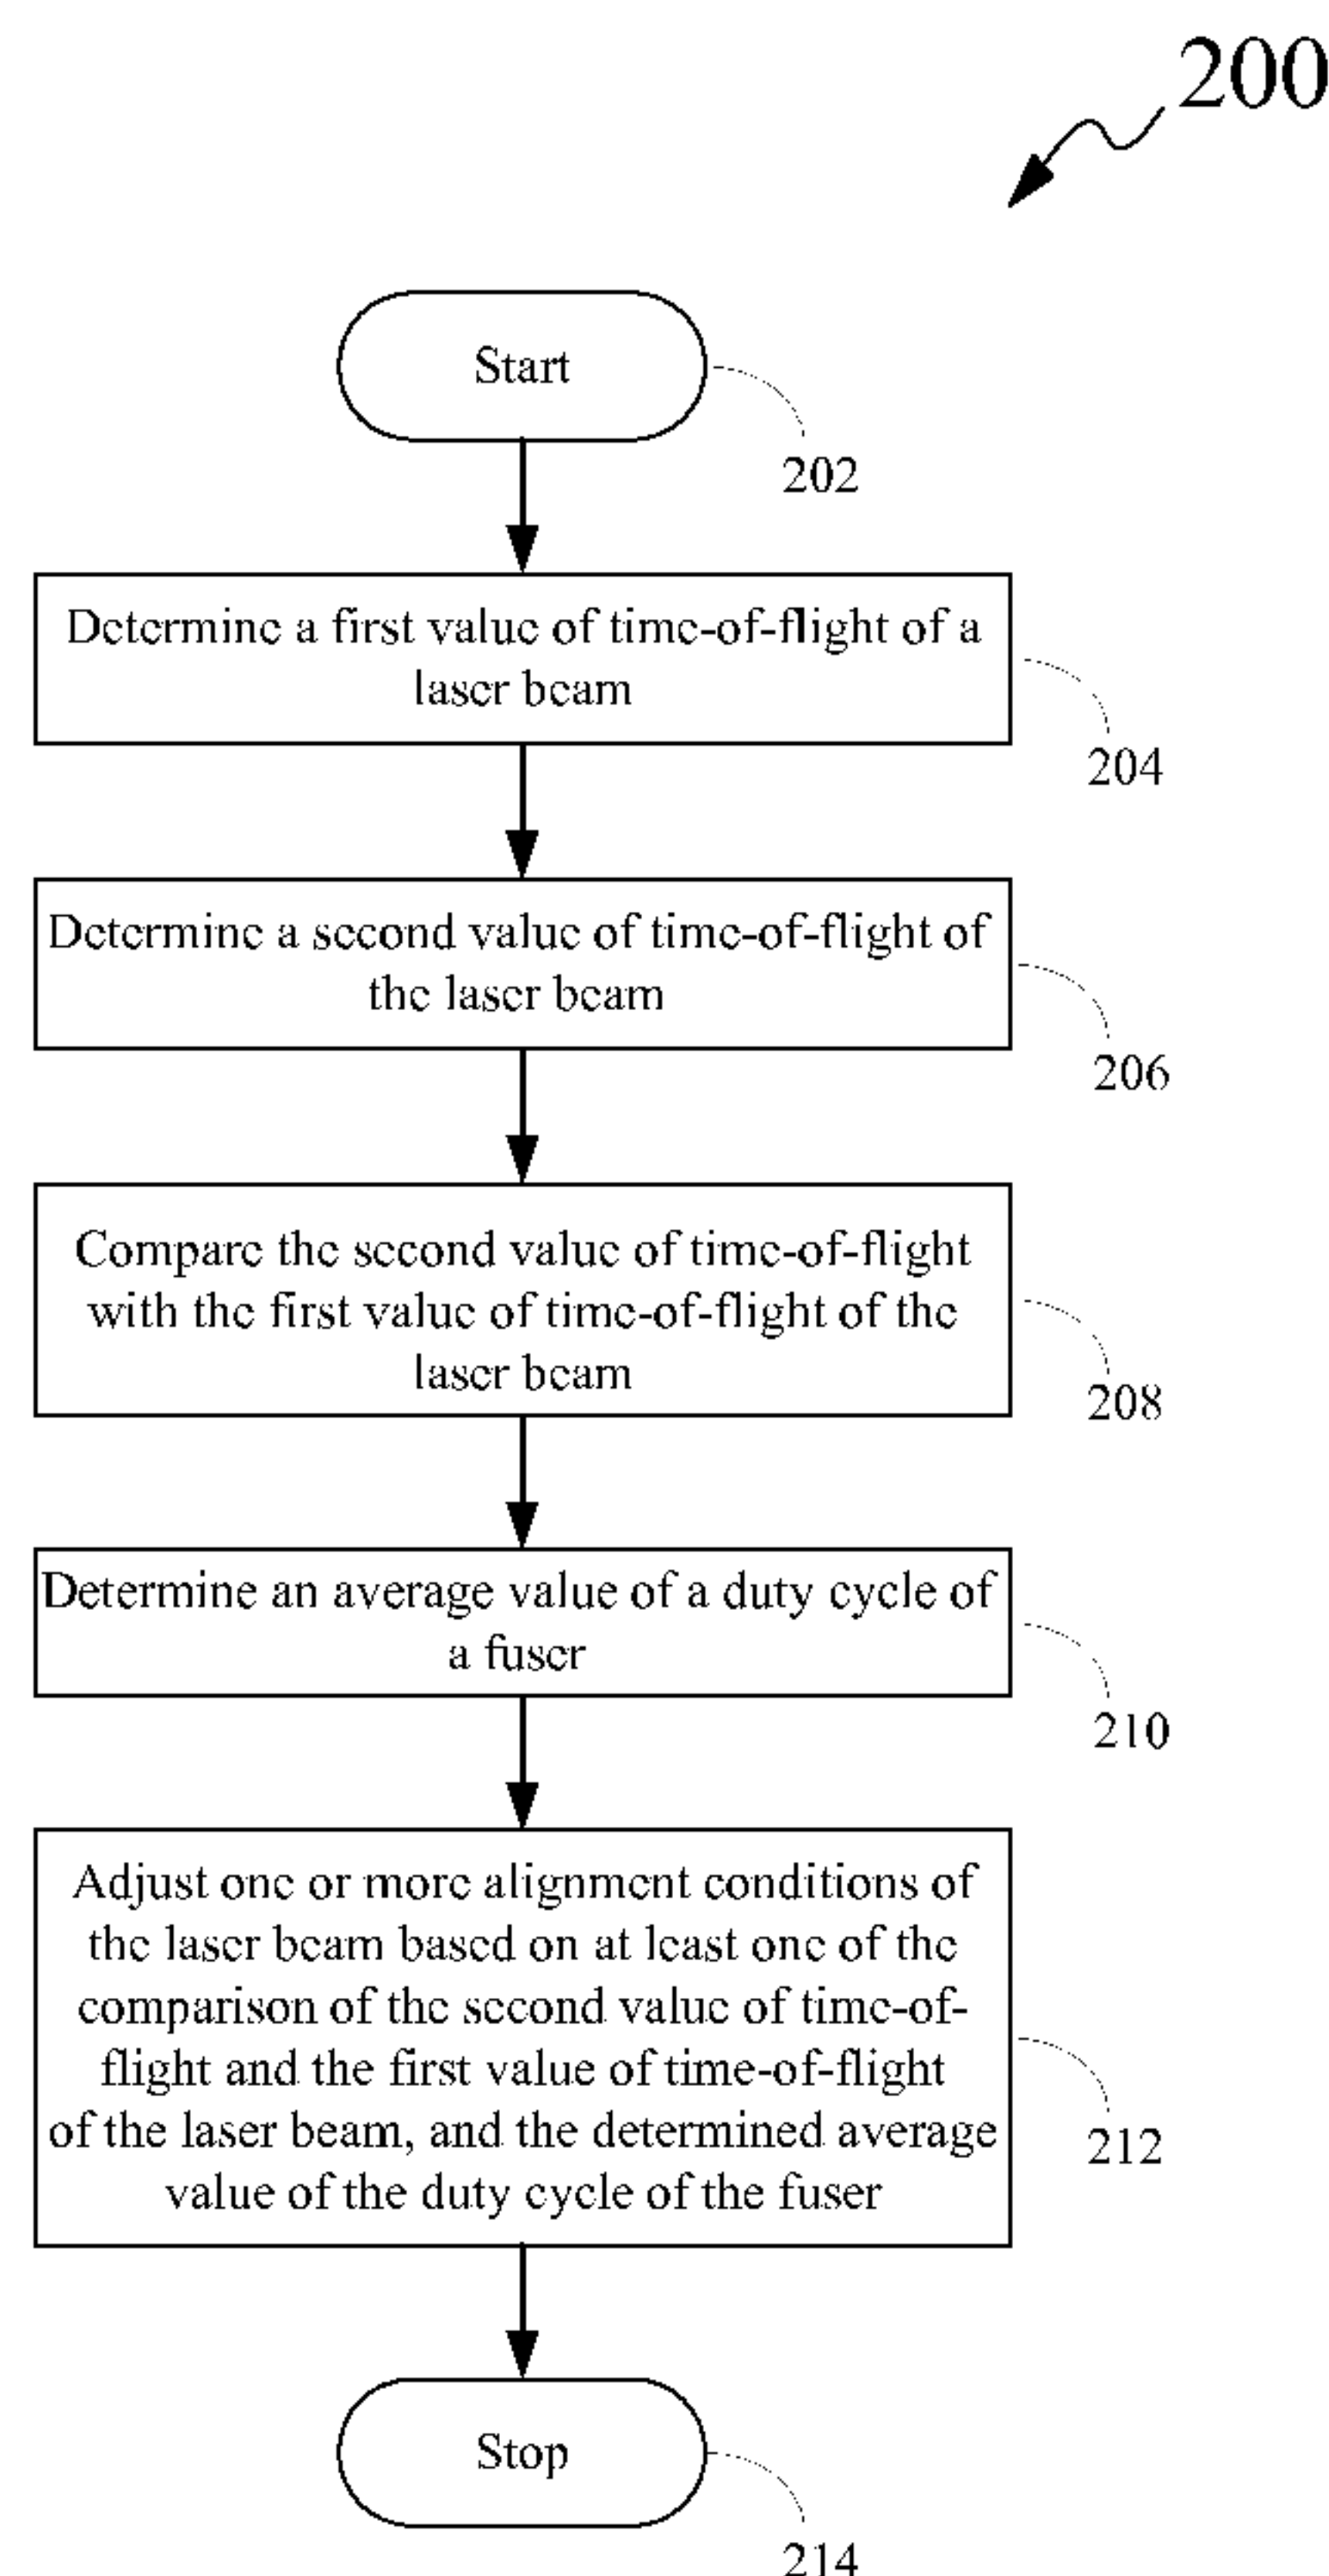 200
Start
202
Determine a first value of time-of-flight of a
laser beam
204
Determine a second value of time-of-flight of
the laser beam
206
Compare the second value of time-of-flight
with the first value of time-of-flight of the
laser beam
208
Determine an average value of a duty cycle of
a fuser
210
Adjust one or more alignment conditions of
the laser beam based on at least one of the
comparison of the second value of time-of-
flight and the first value of time-of-flight
of the laser beam, and the determined average
value of the duty cycle of the fuser
212
Stop
214